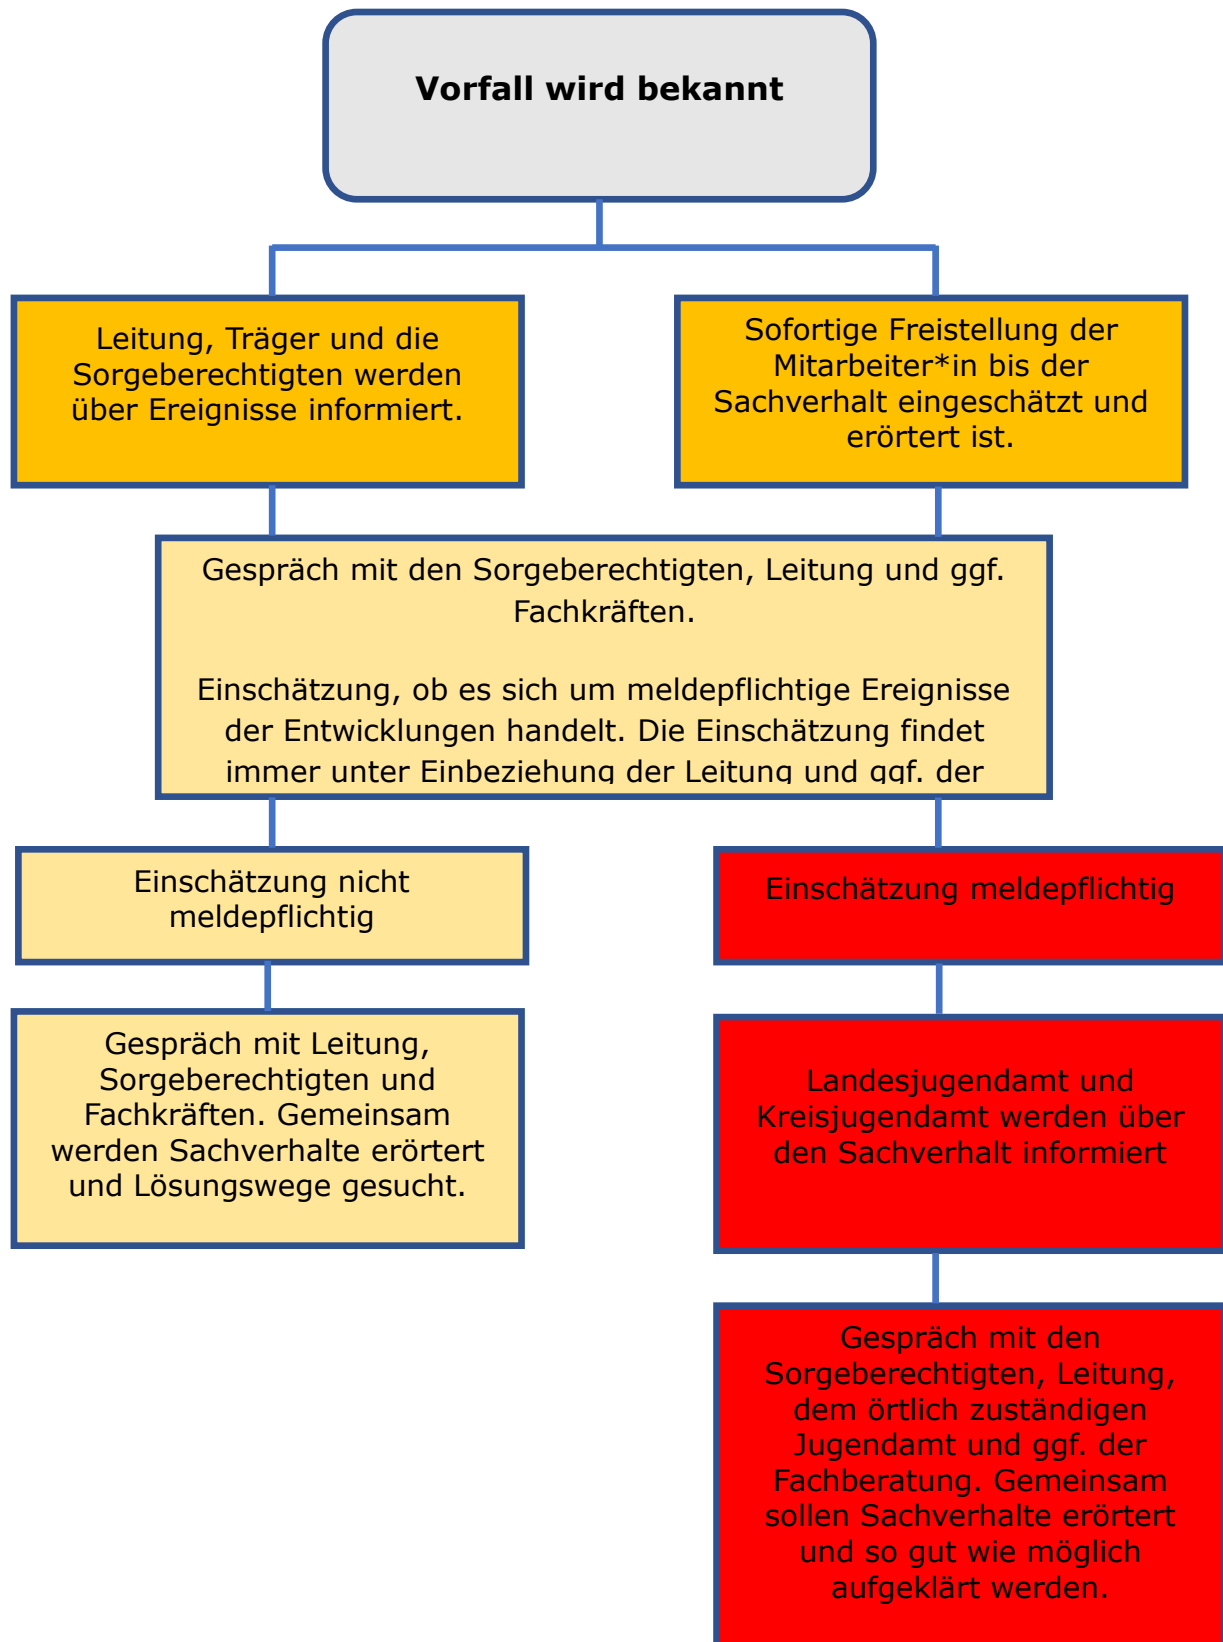 Vorfall wird bekannt
Leitung, Träger und die
Sorgeberechtigten werden
über Ereignisse informiert.
Sofortige Freistellung der
Mitarbeiter*in bis der
Sachverhalt eingeschätzt und
erörtert ist.
Gespräch mit den Sorgeberechtigten, Leitung und ggf.
Fachkräften.
Einschätzung, ob es sich um meldepflichtige Ereignisse
der Entwicklungen handelt. Die Einschätzung findet
immer unter Einbeziehung der Leitung und ggf. der
Einschätzung nicht
meldepflichtig
Einschätzung meldepflichtig
Gespräch mit Leitung,
Sorgeberechtigten und
Fachkräften. Gemeinsam
werden Sachverhalte erörtert
und Lösungswege gesucht.
Landesjugendamt und
Kreisjugendamt werden über
den Sachverhalt informiert
Gespräch mit den
Sorgeberechtigten, Leitung,
dem örtlich zuständigen
Jugendamt und ggf. der
Fachberatung. Gemeinsam
sollen Sachverhalte erörtert
und so gut wie möglich
aufgeklärt werden.